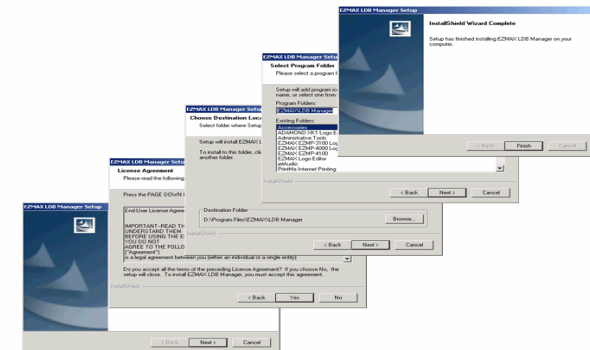 EZMAX LDB Manager Setup
InstallShield Wizard Complete
Setup has finished installing EZMAX LDB Manager on your
computer.
< Back
Finish
Cancel
EZMAX LDB Manager Setu
Select Program Folder
Please select a program f
Setup will add program ic
name, or select one from
Program Folders:
EZMAX\LDB Manager
Existing Folders:
Accessories
ADAMOND XK1 Logo E
Administrative Tools
EZMAX EZMP-3100 Log
EZMAX EZMP-4000 Log
EZMAX EZMP-4100
EZMAX Logo Editor
jetAudio
PrintMe Internet Printing
InstallShield
< Back
Next >
Cancel
EZMAX LDB Manager Setu
Choose Destination Loca
Select folder where Setup
Setup will install EZMAX L
To install to this folder, clic
another folder.
Destination Folder
D:\Program Files\EZMAX\LDB Manager
Browse...
InstallShield
< Back
Next >
Cancel
EZMAX LDB Manager Setu
License Agreement
Please read the following
Press the PAGE DOWN
End-User License Agree
IMPORTANT-READ TH
UNDERSTAND THEM
BEFORE USING THE E
YOU DO NOT
AGREE TO THE FOLLO
("Agreement")
is a legal agreement between you (either an individual or a single entity)
Do you accept all the terms of the preceding License Agreement? If you choose No, the
setup will close. To install EZMAX LDB Manager, you must accept this agreement.
InstallShield
< Back
Yes
No
EZMAX LDB Manager Setup
< Back
Next >
Cancel